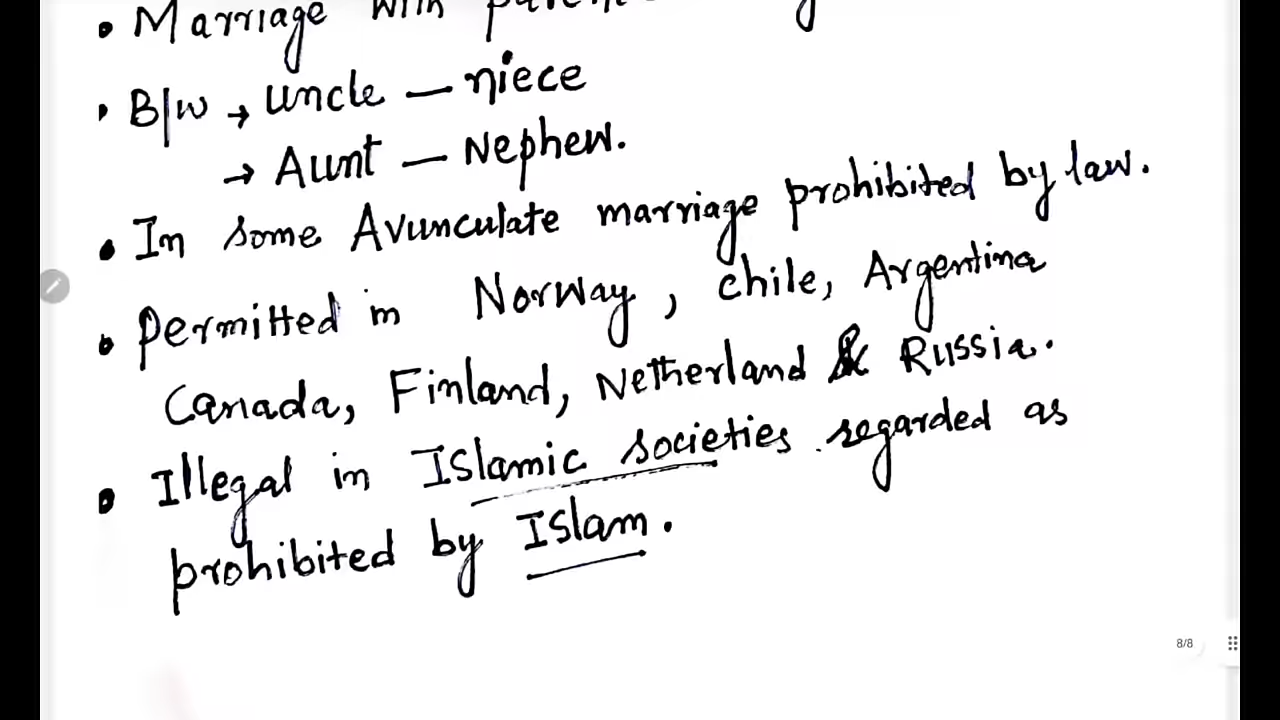 • Marriage with
• B/w → Uncle — niece
→ Aunt — Nephew.
• In some Avunculate marriage prohibited by law.
• Permitted in Norway, chile, Argentina
Canada, Finland, Netherland & Russia.
• Illegal in Islamic societies regarded as
prohibited by Islam.
8/8